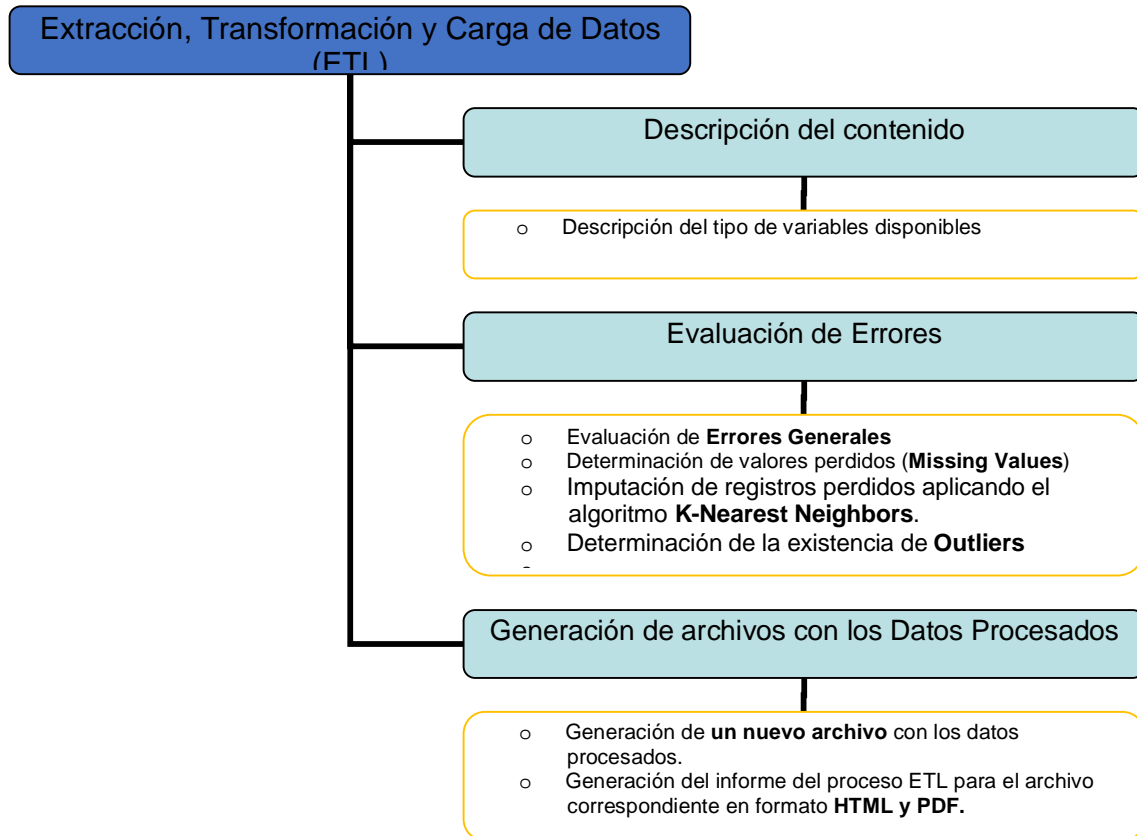 Extracción, Transformación y Carga de Datos
(ETL)
Descripción del contenido
o Descripción del tipo de variables disponibles
Evaluación de Errores
o Evaluación de Errores Generales
o Determinación de valores perdidos (Missing Values)
o Imputación de registros perdidos aplicando el
algoritmo K-Nearest Neighbors.
o Determinación de la existencia de Outliers
Generación de archivos con los Datos Procesados
o Generación de un nuevo archivo con los datos
procesados.
o Generación del informe del proceso ETL para el archivo
correspondiente en formato HTML y PDF.